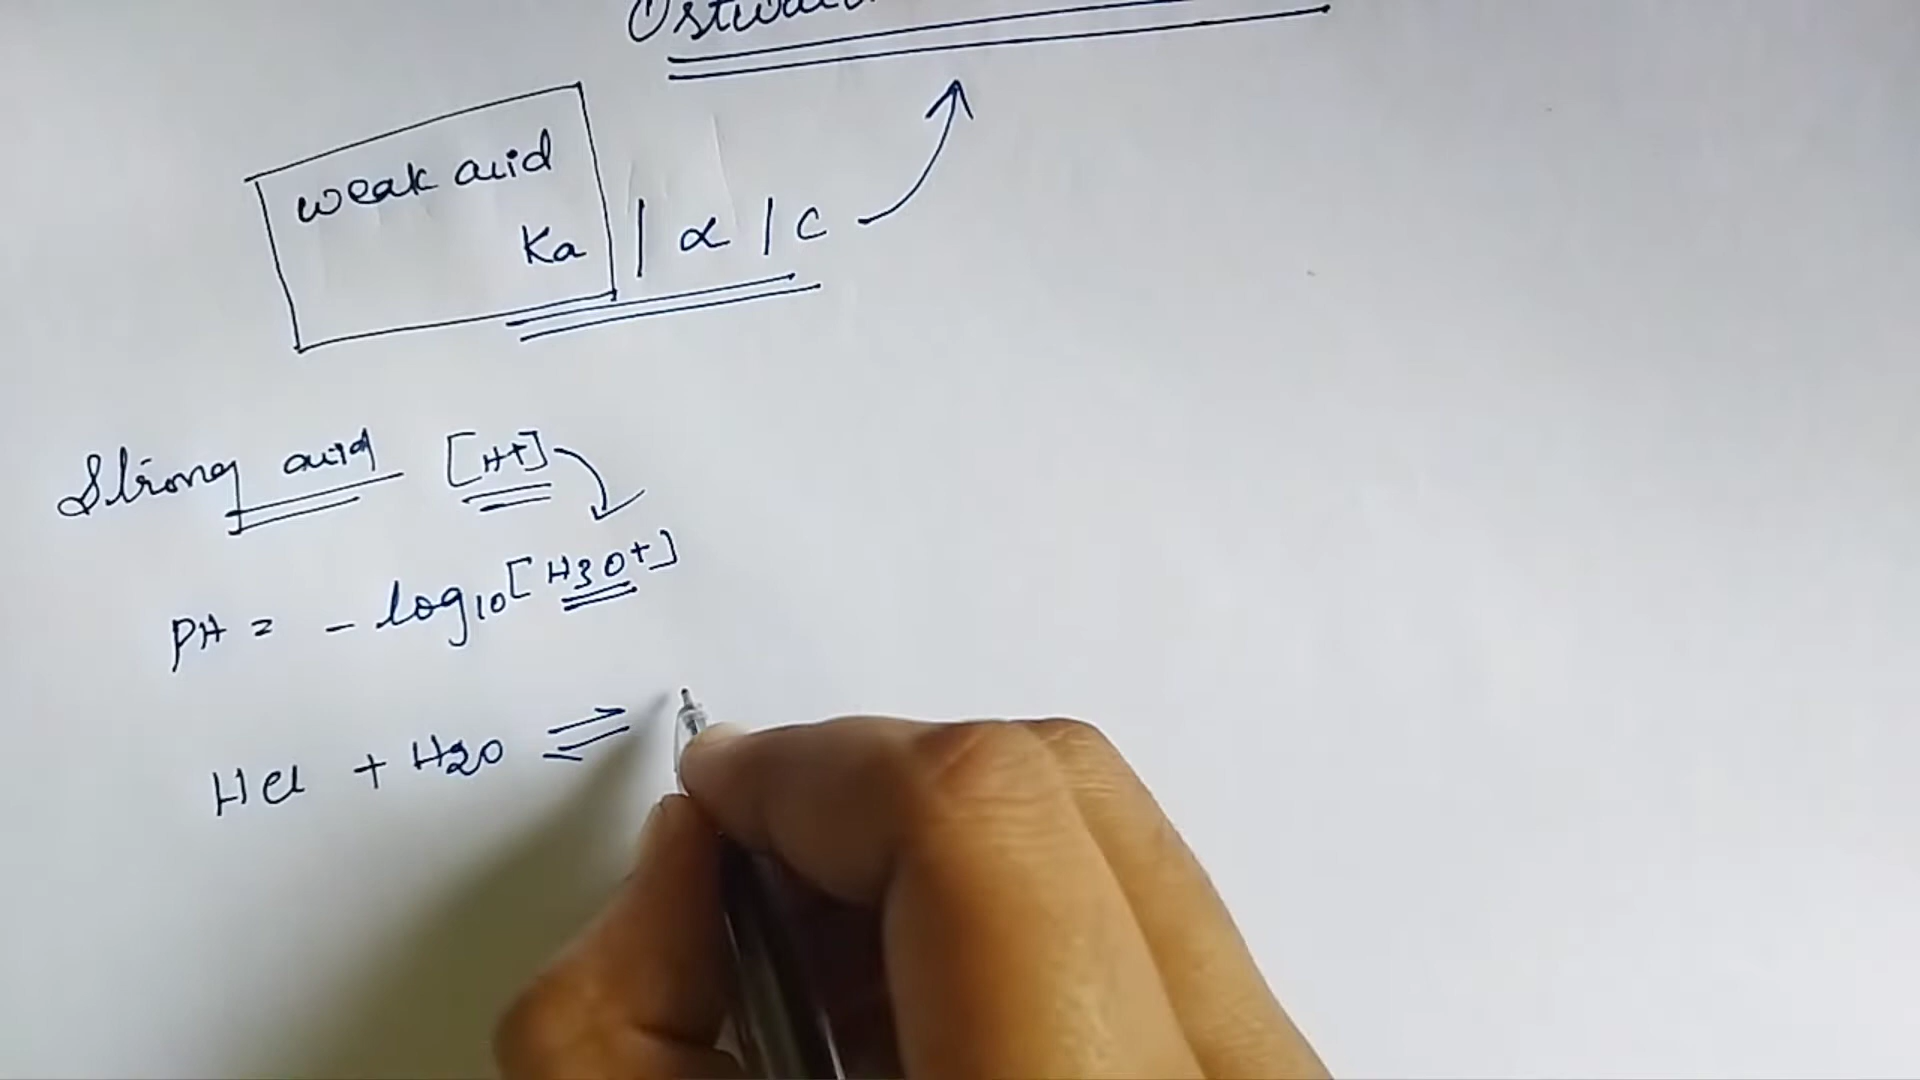 weak acid
Ka | α | C
Strong acid [H+]
PH = - log10 [H3O+]
HCl + H2O ⇌